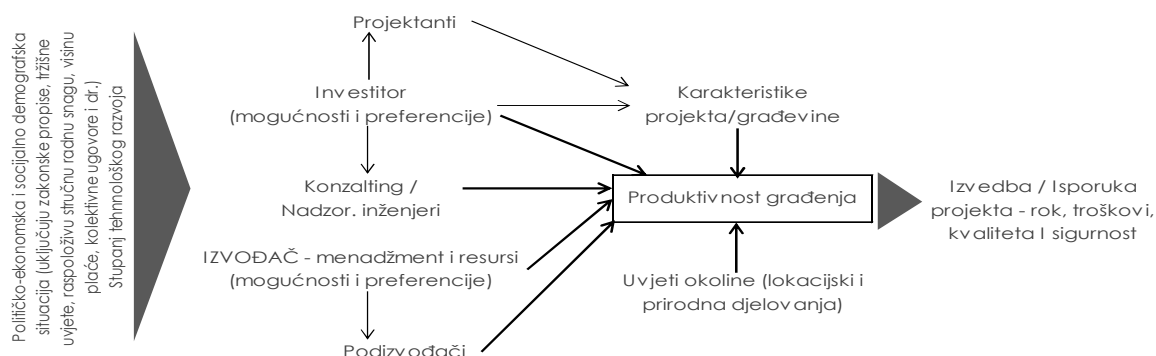 Političko-ekonomska i socijalno demografska
situacija (uključuju zakonske propise, tržišne
uvjete, raspoloživu stručnu radnu snagu, visinu
plaće, kolektivne ugovore i dr.)
Stupanj tehnnološkog razvoja
Projektanti
Investitor
(mogućnosti i preferencije)
Konzalting /
Nadzor. inženjeri
IZVOĐAČ - menadžment i resursi
(mogućnosti i preferencije)
Podizvođači
Karakteristike
projekta/građevine
Produktivnost građenja
Uvjeti okoline (lokacijski i
prirodna djelovanja)
Izvedba / Isporuka
projekta - rok, troškovi,
kvaliteta I sigurnost